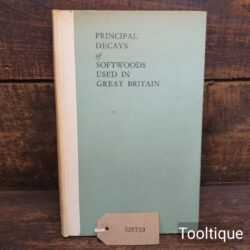 PRINCIPAL
DECAYS
of
SOFTWOODS
USED IN
GREAT BRITAIN
Tooltique